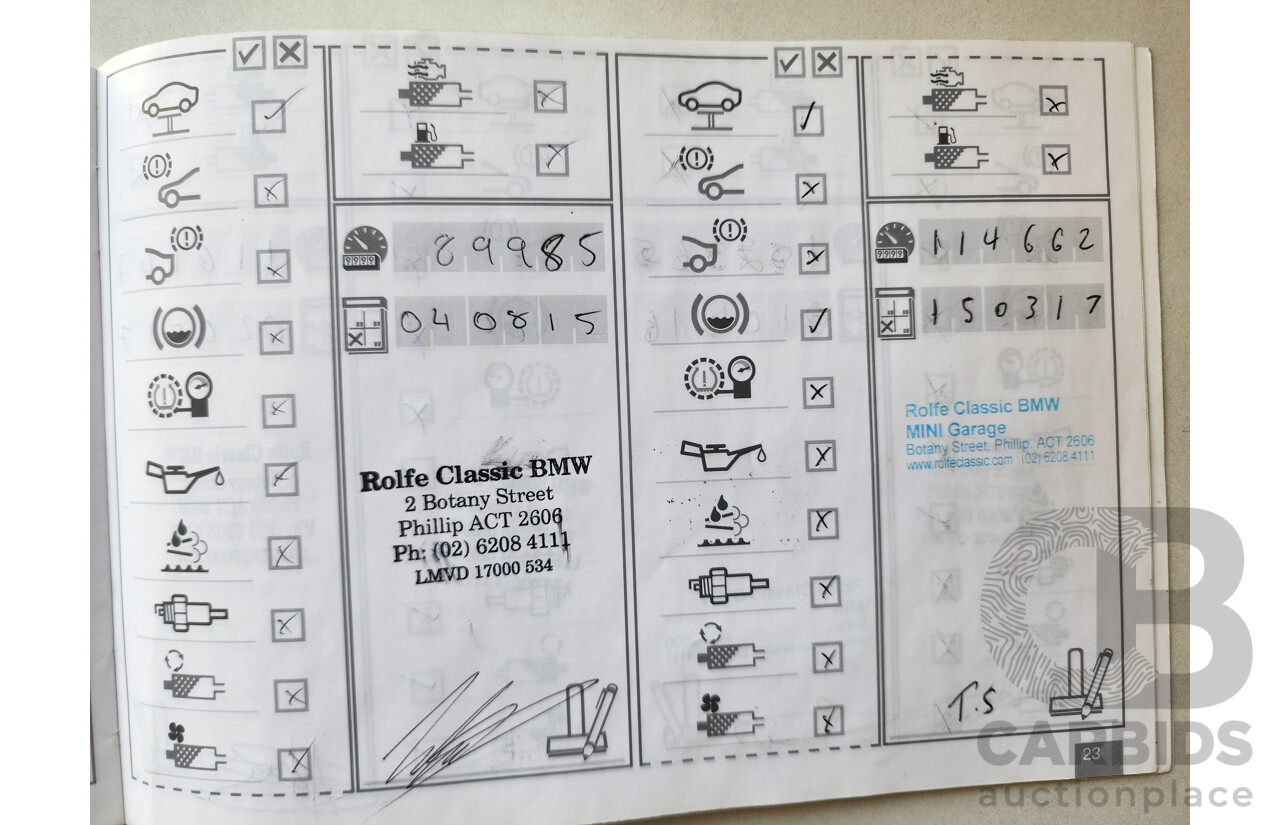 89985
040815
Rolfe Classic BMW
2 Botany Street
Phillip ACT 2606
Ph: (02) 6208 4111
LMVD 17000 534
114662
150317
Rolfe Classic BMW
MINI Garage
Botany Street, Phillip, ACT 2606
www.rolfeclassic.com (02) 6208 4111
T.S
23
CB
CARBIDS
auctionplace